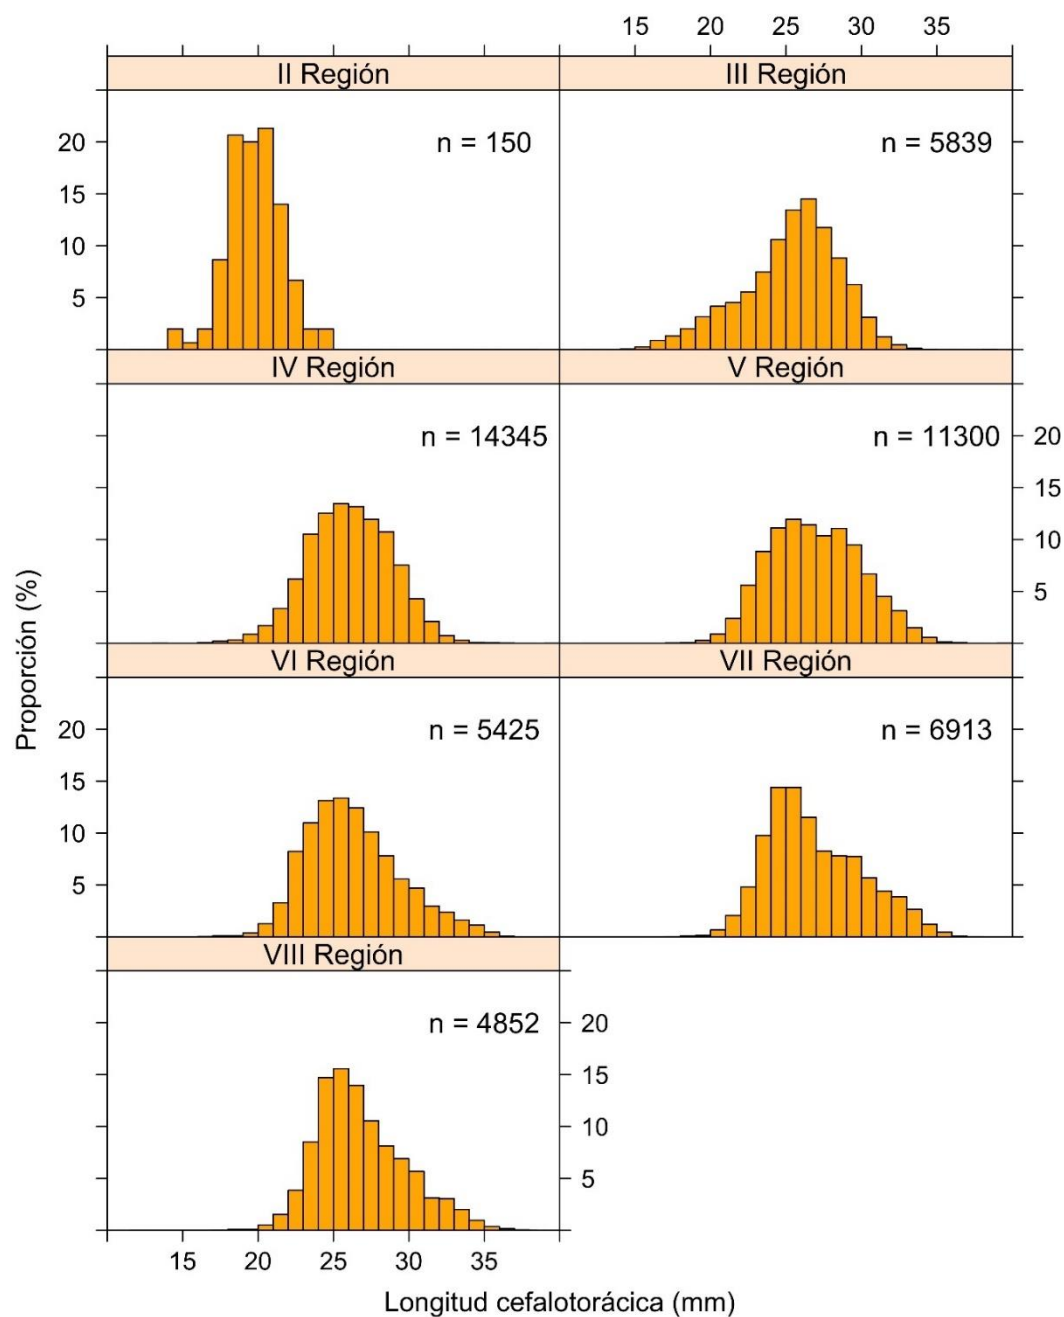 15 20 25 30 35
II Región
III Región
n = 150
n = 5839
20
15
10
5
IV Región
V Región
n = 14345
n = 11300
20
15
10
5
Proporción (%)
VI Región
VII Región
n = 5425
n = 6913
20
15
10
5
VIII Región
n = 4852
20
15
10
5
15 20 25 30 35
Longitud cefalotorácica (mm)